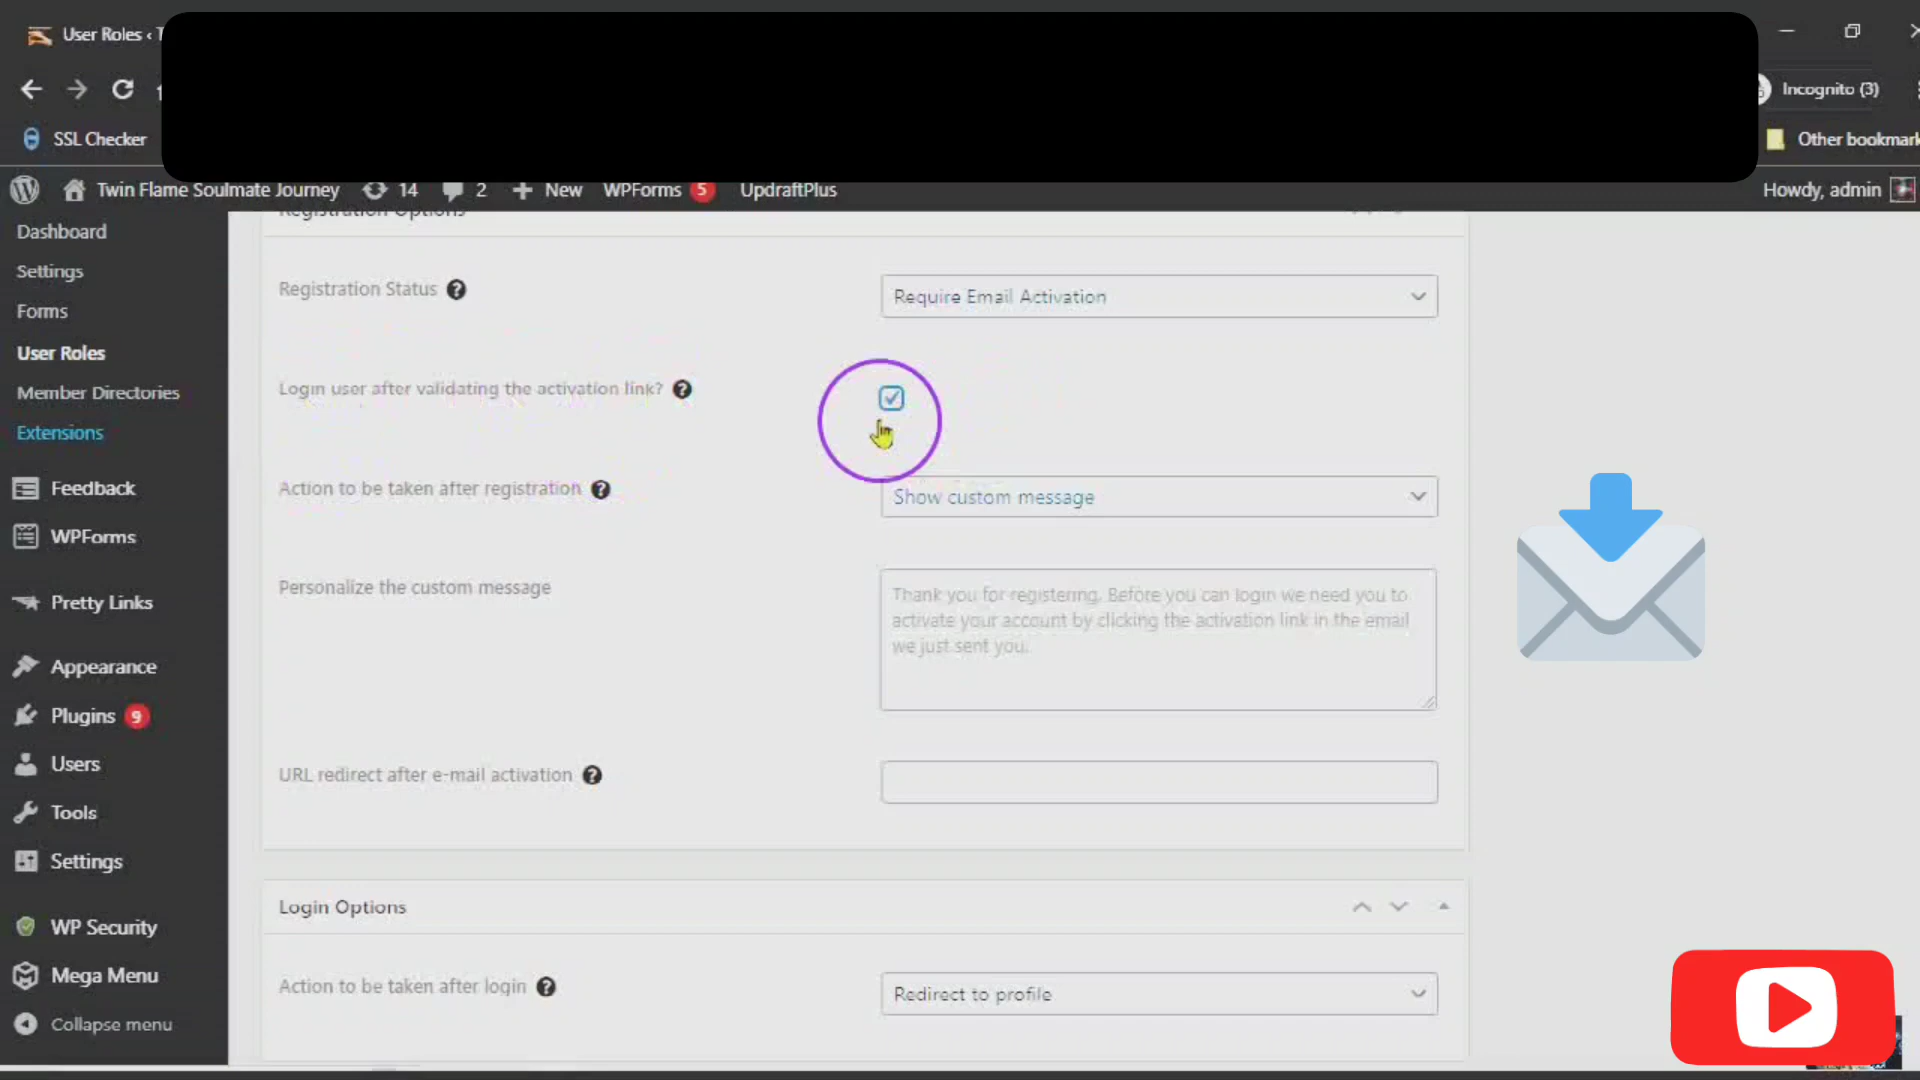 User Roles ‹ T
Incognito (3)
SSL Checker
Other bookmark
Twin Flame Soulmate Journey 14 2 New WPForms 5 UpdraftPlus
Howdy, admin
Dashboard
Settings
Forms
User Roles
Member Directories
Extensions
Feedback
WPForms
Pretty Links
Appearance
Plugins 9
Users
Tools
Settings
WP Security
Mega Menu
Collapse menu
Registration Options
Registration Status ?
Require Email Activation
Login user after validating the activation link? ?
Action to be taken after registration ?
Show custom message
Personalize the custom message
Thank you for registering. Before you can login we need you to
activate your account by clicking the activation link in the email
we just sent you.
URL redirect after e-mail activation ?
Login Options
Action to be taken after login ?
Redirect to profile